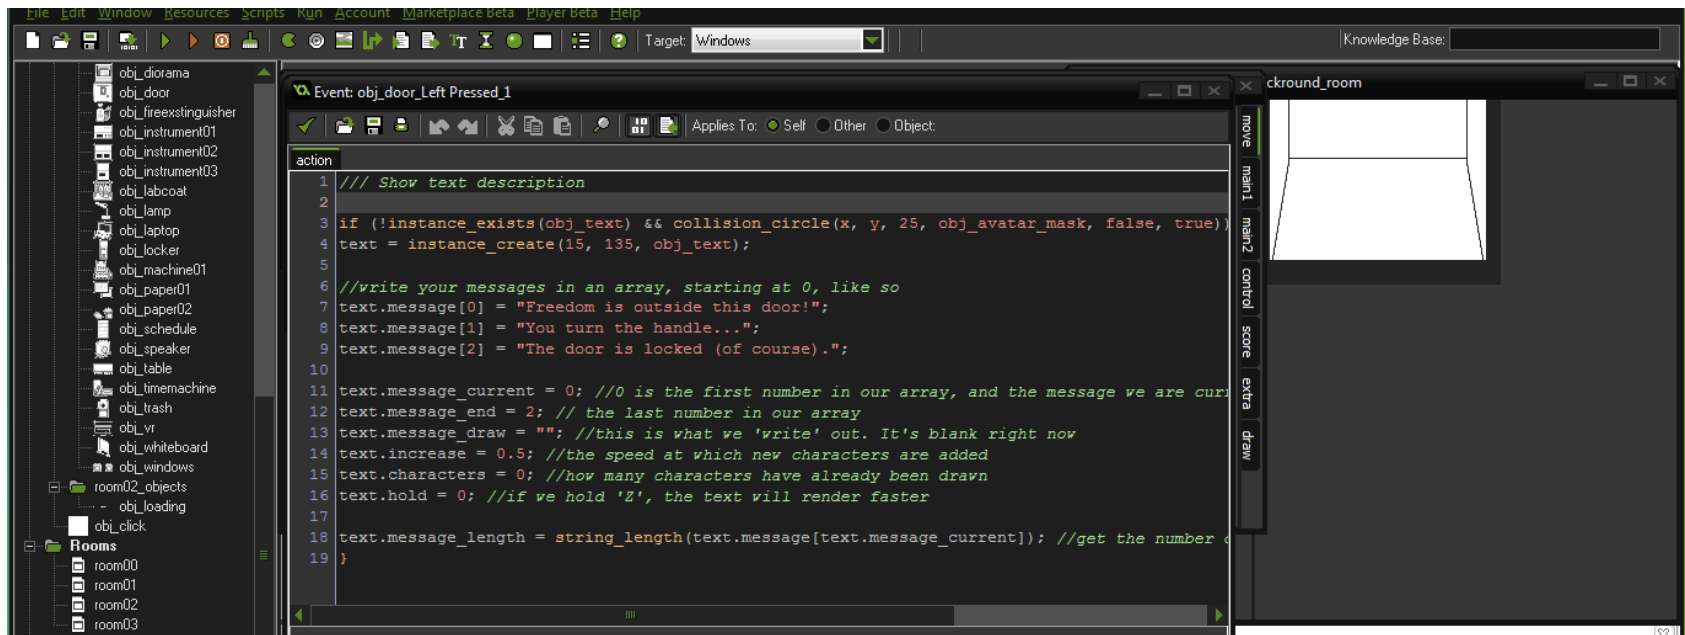 File Edit Window Resources Scripts Run Account Marketplace Beta Player Beta Help
Target: Windows
Knowledge Base:
obj_diorama
obj_door
obj_fireexstinguisher
obj_instrument01
obj_instrument02
obj_instrument03
obj_labcoat
obj_lamp
obj_laptop
obj_locker
obj_machine01
obj_paper01
obj_paper02
obj_schedule
obj_speaker
obj_table
obj_timemachine
obj_trash
obj_vr
obj_whiteboard
obj_windows
room02_objects
obj_loading
obj_click
Rooms
room00
room01
room02
room03
Event: obj_door_Left Pressed_1
Applies To: Self Other Object:
action
1 /// Show text description
2
3 if (!instance_exists(obj_text) && collision_circle(x, y, 25, obj_avatar_mask, false, true))
4 text = instance_create(15, 135, obj_text);
5
6 //write your messages in an array, starting at 0, like so
7 text.message[0] = "Freedom is outside this door!";
8 text.message[1] = "You turn the handle...";
9 text.message[2] = "The door is locked (of course).";
10
11 text.message_current = 0; //0 is the first number in our array, and the message we are curr
12 text.message_end = 2; // the last number in our array
13 text.message_draw = ""; //this is what we 'write' out. It's blank right now
14 text.increase = 0.5; //the speed at which new characters are added
15 text.characters = 0; //how many characters have already been drawn
16 text.hold = 0; //if we hold 'Z', the text will render faster
17
18 text.message_length = string_length(text.message[text.message_current]); //get the number
19 }
move
main1
main2
control
score
extra
draw
ckround_room